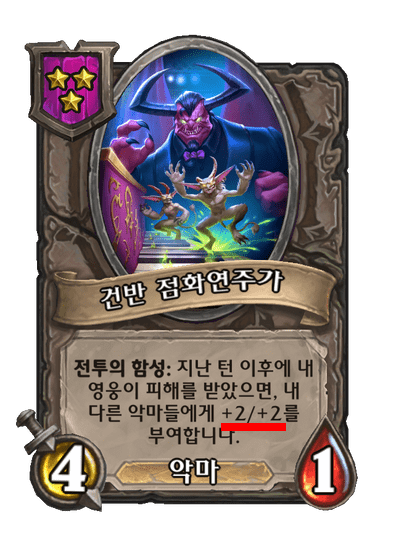 건반 점화연주가
전투의 함성: 지난 턴 이후에 내
영웅이 피해를 받았으면, 내
다른 악마들에게 +2/+2를
부여합니다.
4
악마
1